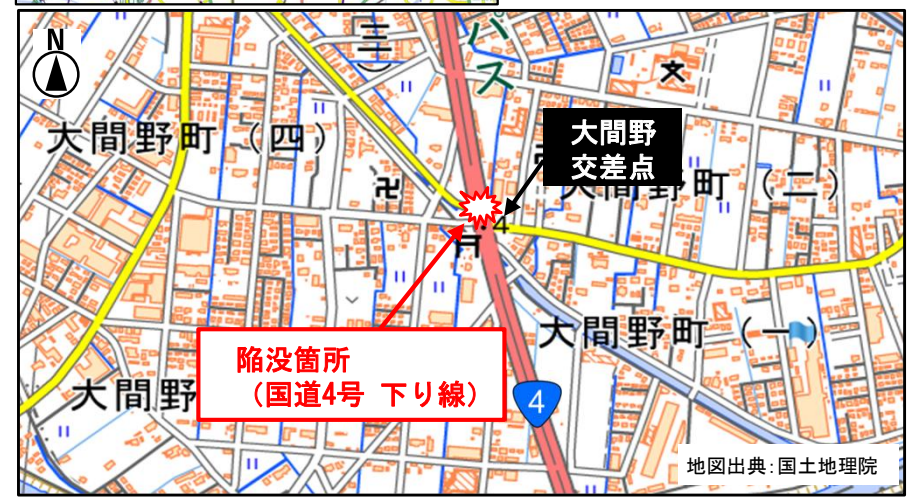 N
バス
(三)
文
大間野町(四)
大間野
交差点
大間野町(二)
4
大間野町(一)
陥没箇所
(国道4号 下り線)
大間野
4
地図出典:国土地理院